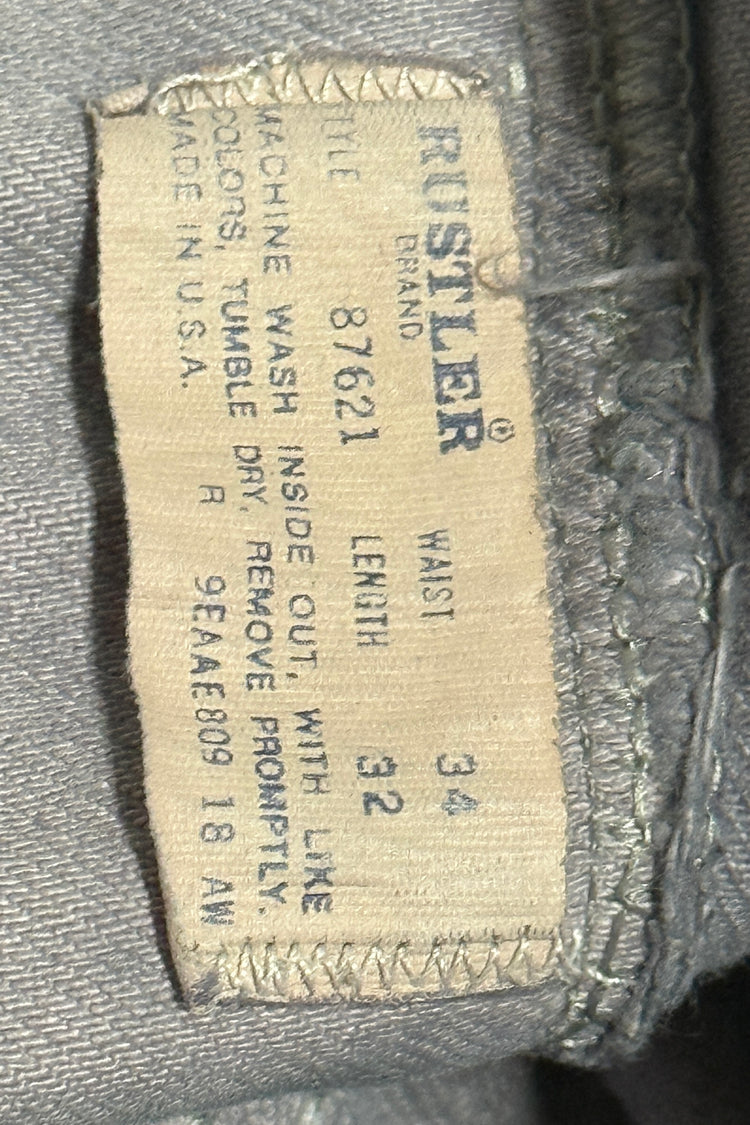 RUSTLER®
BRAND WAIST 34
STYLE 87621 LENGTH 32
MACHINE WASH INSIDE OUT, WITH LIKE
COLORS, TUMBLE DRY, REMOVE PROMPTLY.
MADE IN U.S.A. R 9EAAE809 18 AW